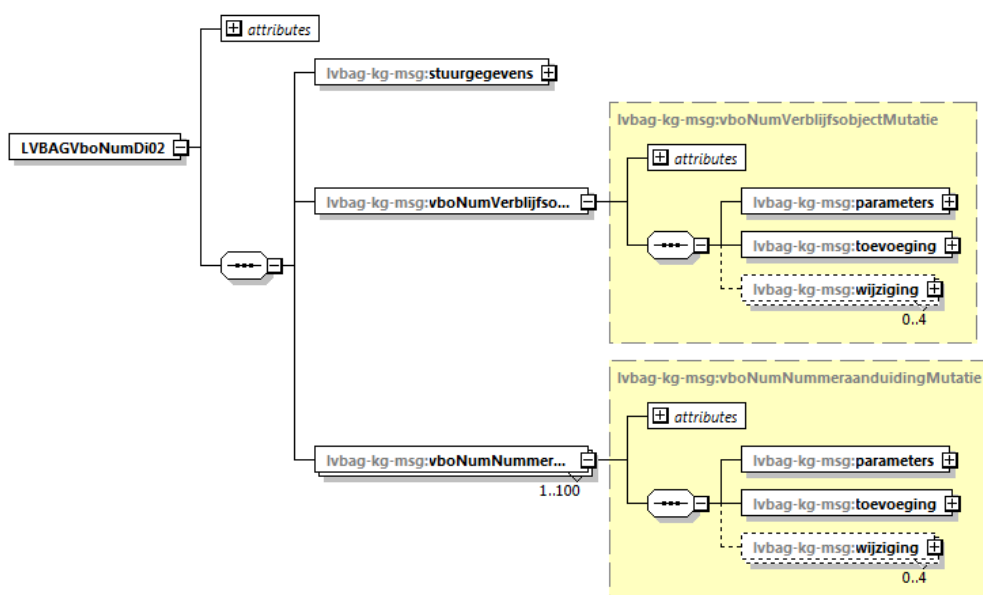 attributes
lvbag-kg-msg:stuurgegevens
lvbag-kg-msg:vboNumVerblijfsobjectMutatie
LVBAGVboNumDi02
attributes
lvbag-kg-msg:vboNumVerblijfso...
lvbag-kg-msg:parameters
lvbag-kg-msg:toevoeging
lvbag-kg-msg:wijziging
0..4
lvbag-kg-msg:vboNumNummeraanduidingMutatie
attributes
lvbag-kg-msg:vboNumNummer...
1..100
lvbag-kg-msg:parameters
lvbag-kg-msg:toevoeging
lvbag-kg-msg:wijziging
0..4